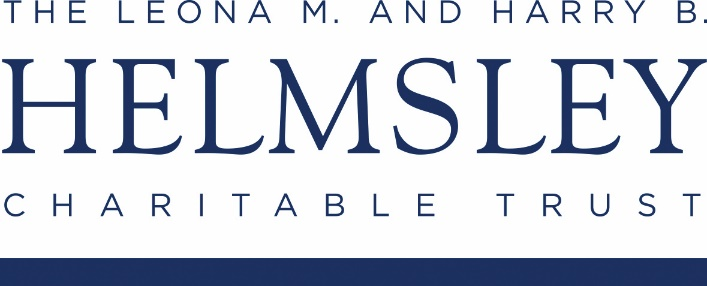 THE LEONA M. AND HARRY B.
HELMSLEY
CHARITABLE TRUST